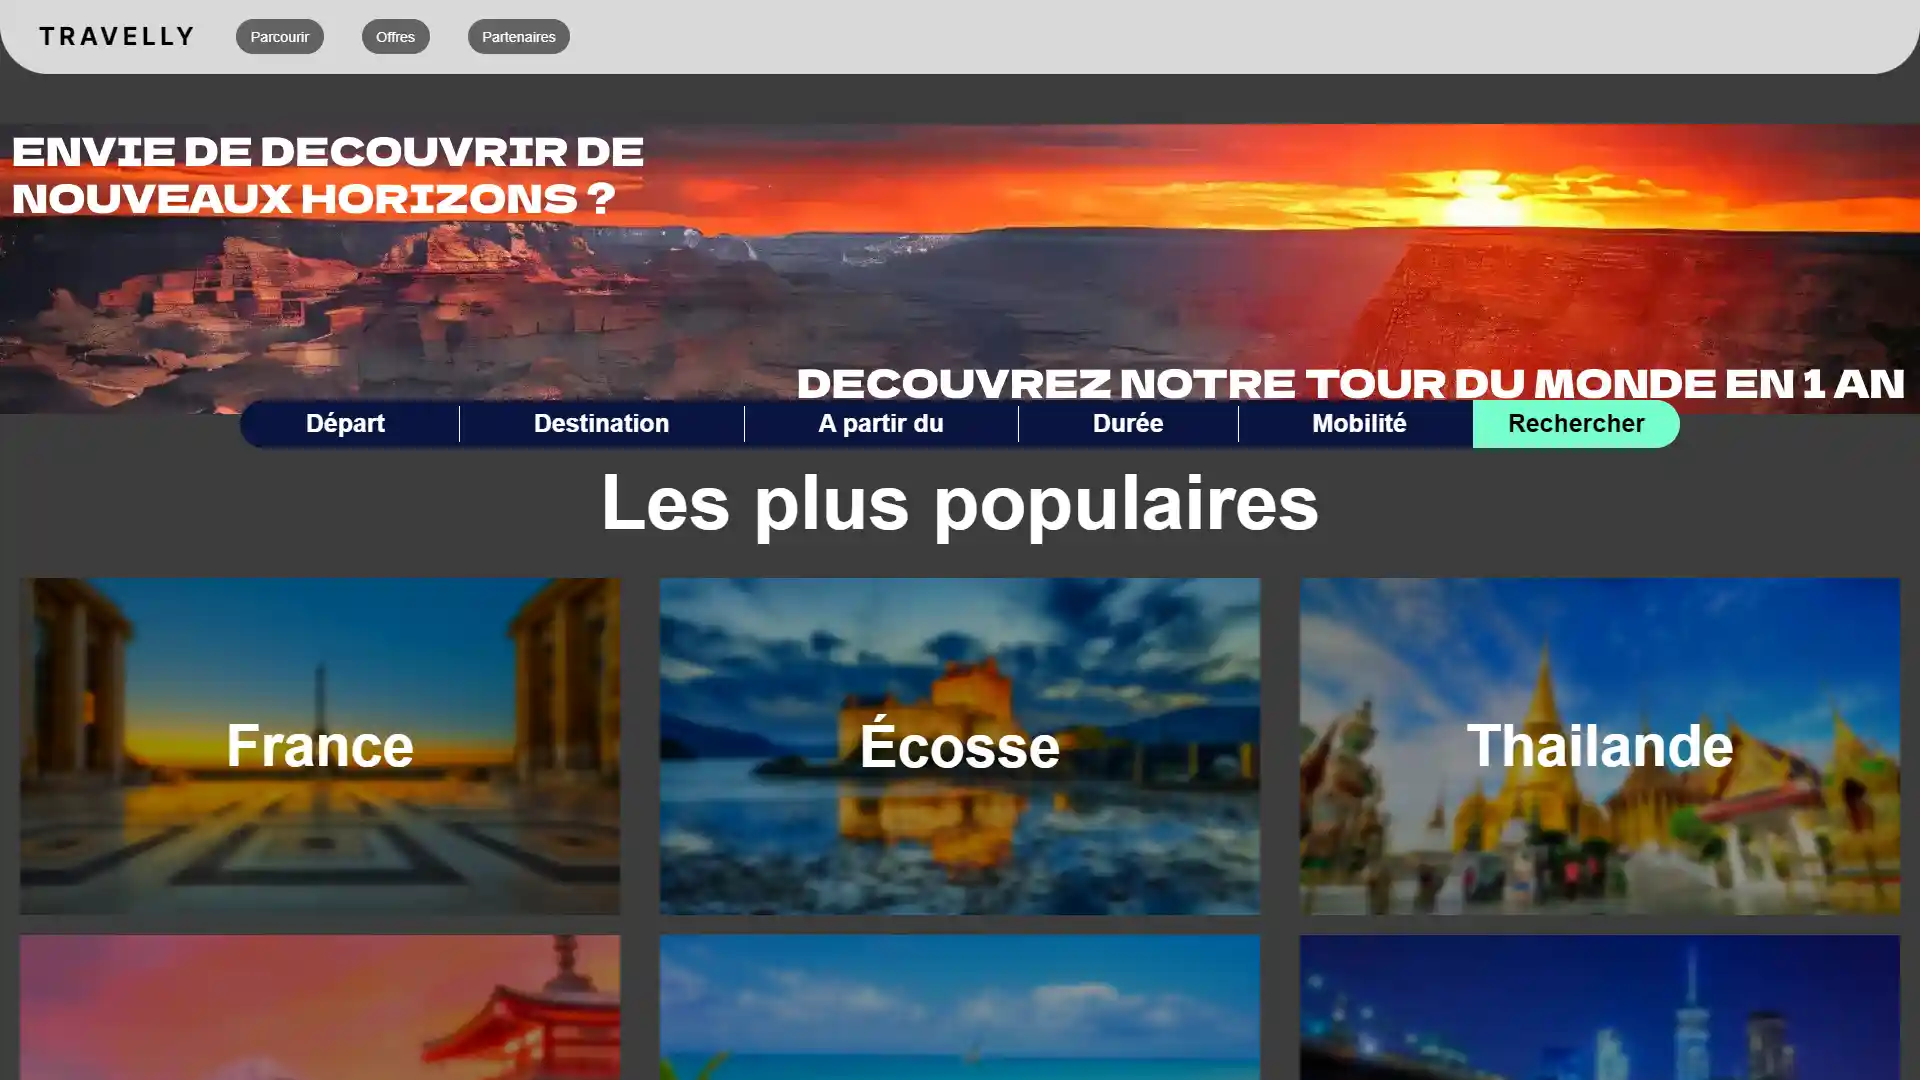 TRAVELLY
Parcourir
Offres
Partenaires
ENVIE DE DECOUVRIR DE
NOUVEAUX HORIZONS ?
DECOUVREZ NOTRE TOUR DU MONDE EN 1 AN
Départ
Destination
A partir du
Durée
Mobilité
Rechercher
Les plus populaires
France
Écosse
Thailande